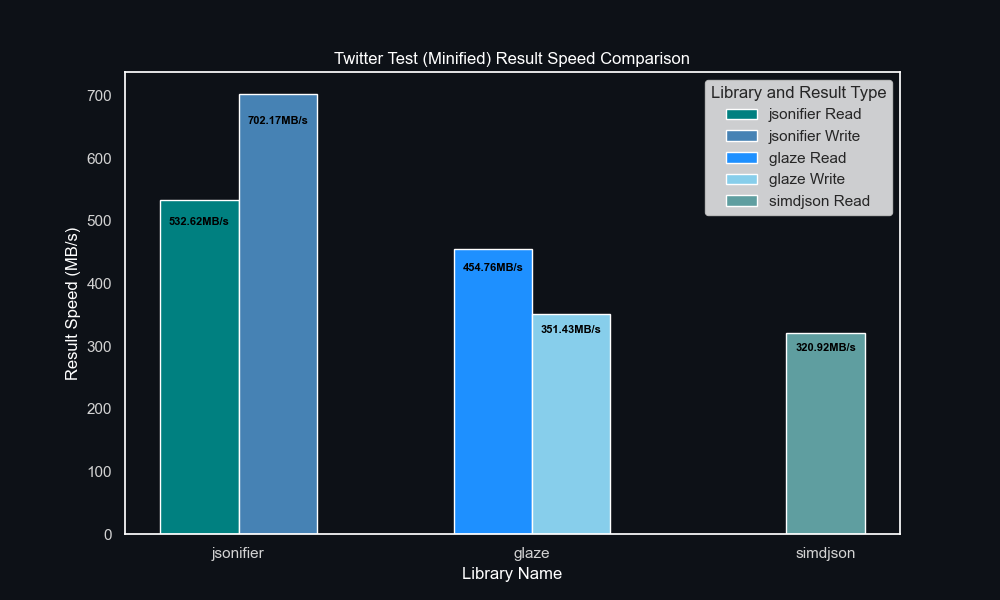 Twitter Test (Minified) Result Speed Comparison
Library and Result Type
jsonifier Read
jsonifier Write
glaze Read
glaze Write
simdjson Read
Result Speed (MB/s)
700
600
500
400
300
200
100
0
532.62MB/s
702.17MB/s
454.76MB/s
351.43MB/s
320.92MB/s
jsonifier
glaze
simdjson
Library Name